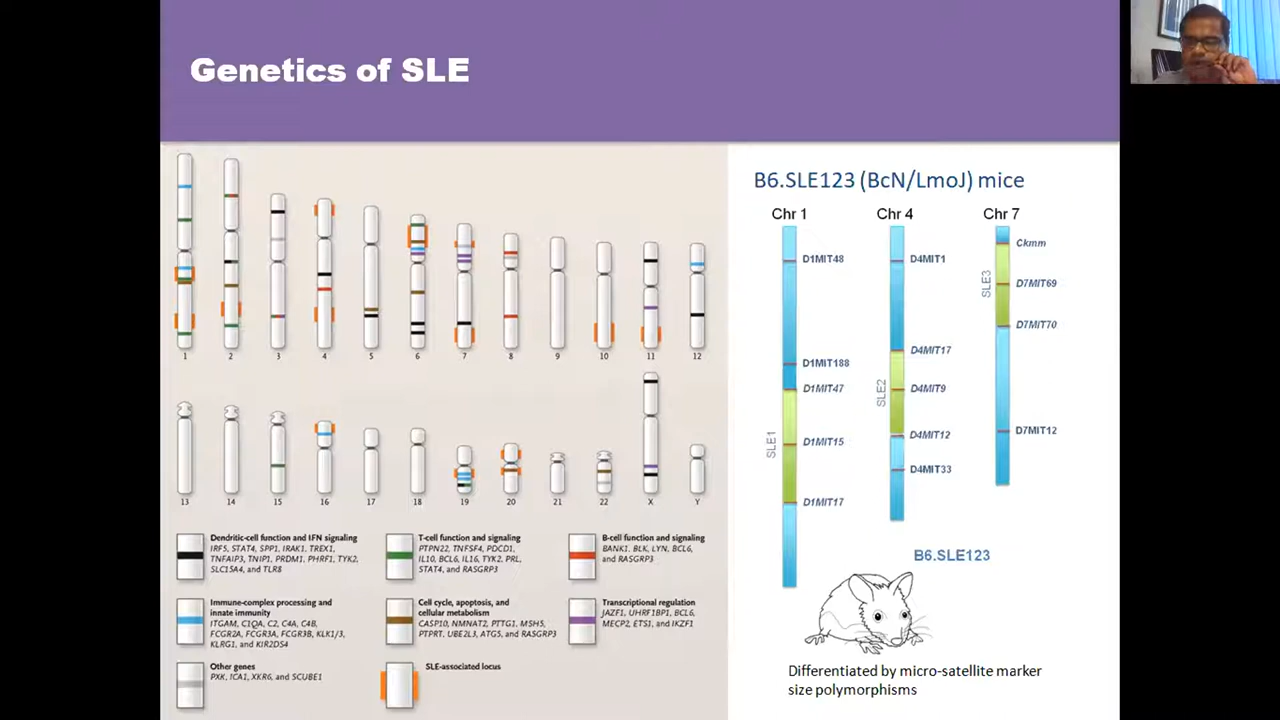 Genetics of SLE
1 2 3 4 5 6 7 8 9 10 11 12
13 14 15 16 17 18 19 20 21 22 X Y
Dendritic-cell function and IFN signaling
IRF5, STAT4, SPP1, IRAK1, TREX1,
TNFAIP3, TNIP1, PRDM1, PHRF1, TYK2,
SLC15A4, and TLR8
T-cell function and signaling
PTPN22, TNFSF4, PDCD1,
IL10, BCL6, IL16, TYK2, PRL,
STAT4, and RASGRP3
B-cell function and signaling
BANK1, BLK, LYN, BCL6,
and RASGRP3
Immune-complex processing and
innate immunity
ITGAM, C1QA, C2, C4A, C4B,
FCGR2A, FCGR3A, FCGR3B, KLK1/3,
KLRG1, and KIR2DS4
Cell cycle, apoptosis, and
cellular metabolism
CASP10, NMNAT2, PTTG1, MSH5,
PTPRT, UBE2L3, ATG5, and RASGRP3
Transcriptional regulation
JAZF1, UHRF1BP1, BCL6,
MECP2, ETS1, and IKZF1
Other genes
PXK, ICA1, XKR6, and SCUBE1
SLE-associated locus
B6.SLE123 (BcN/LmoJ) mice
Chr 1
D1MIT48
D1MIT188
D1MIT47
D1MIT15
D1MIT17
SLE1
Chr 4
D4MIT1
D4MIT17
D4MIT9
D4MIT12
D4MIT33
SLE2
Chr 7
Ckmm
D7MIT69
D7MIT70
D7MIT12
SLE3
B6.SLE123
Differentiated by micro-satellite marker
size polymorphisms